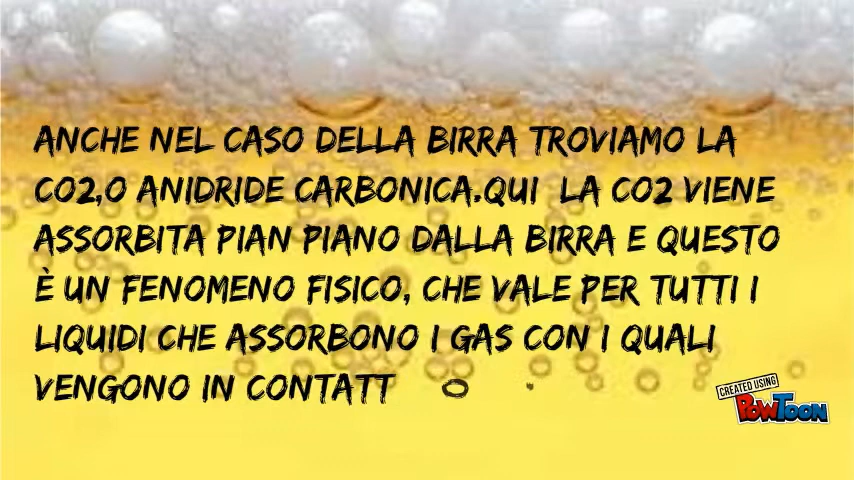 ANCHE NEL CASO DELLA BIRRA TROVIAMO LA
CO2,O ANIDRIDE CARBONICA.QUI LA CO2 VIENE
ASSORBITA PIAN PIANO DALLA BIRRA E QUESTO
È UN FENOMENO FISICO, CHE VALE PER TUTTI I
LIQUIDI CHE ASSORBONO I GAS CON I QUALI
VENGONO IN CONTATT O .
CREATED USING
POWTOON